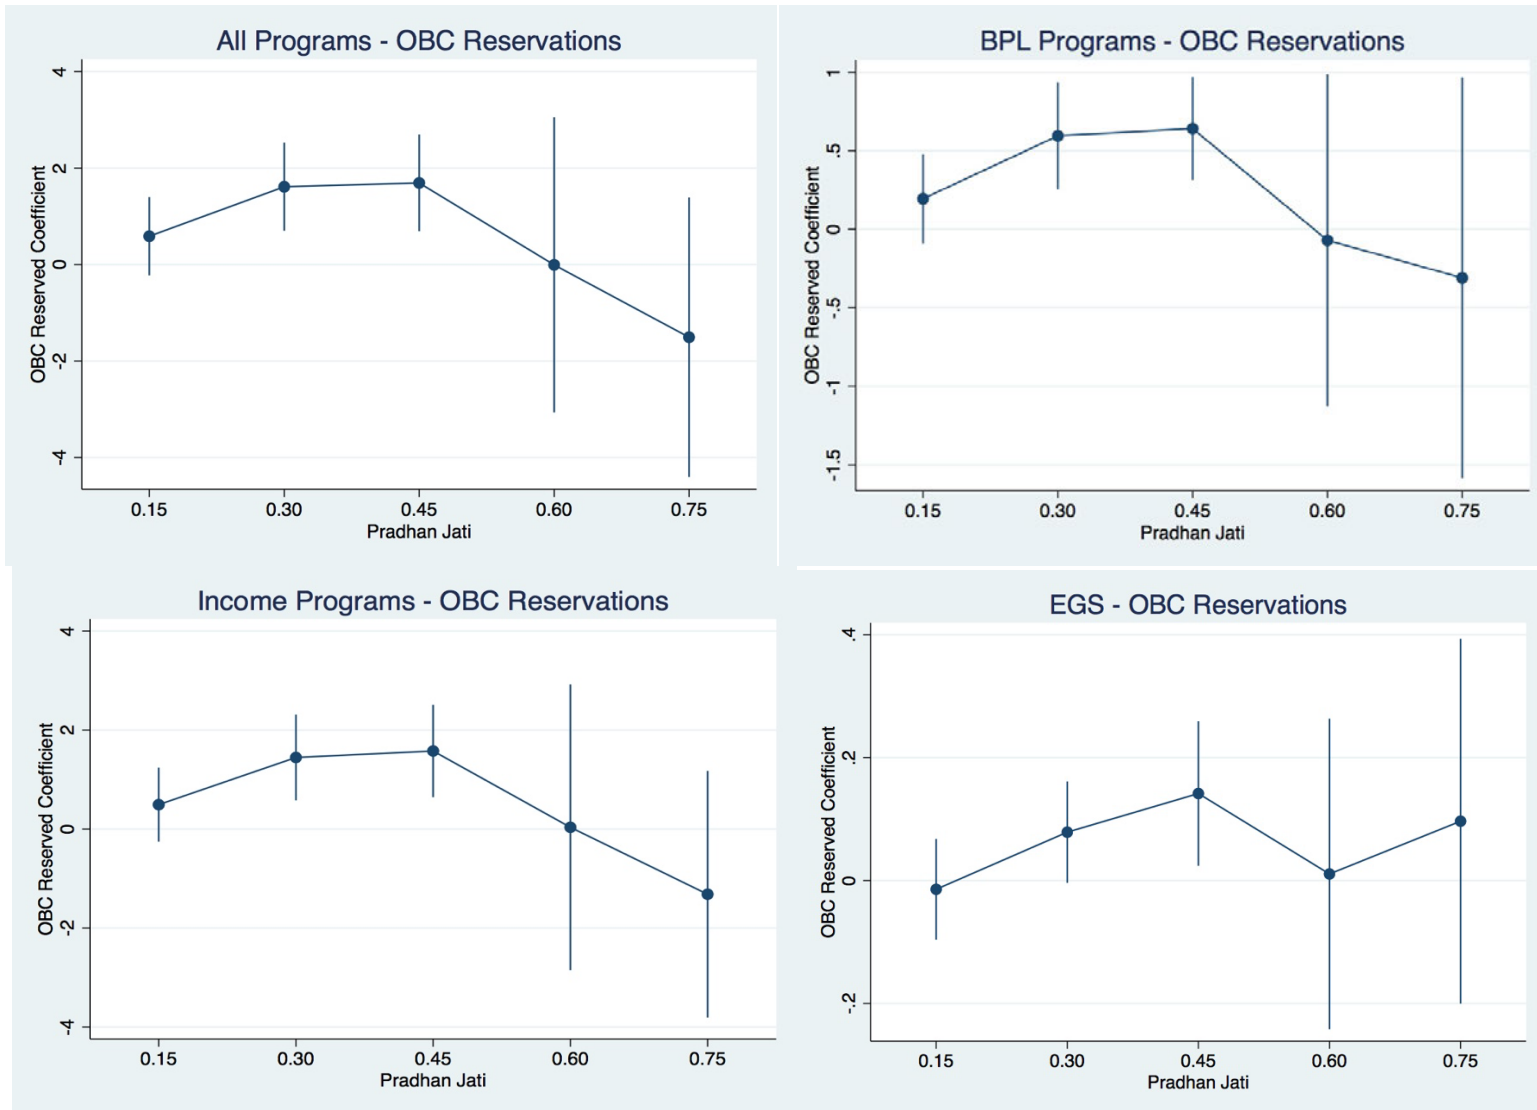 All Programs - OBC Reservations
OBC Reserved Coefficient
4
2
0
-2
-4
0.15 0.30 0.45 0.60 0.75
Pradhan Jati
BPL Programs - OBC Reservations
OBC Reserved Coefficient
1
.5
0
-.5
-1
-1.5
0.15 0.30 0.45 0.60 0.75
Pradhan Jati
Income Programs - OBC Reservations
OBC Reserved Coefficient
4
2
0
-2
-4
0.15 0.30 0.45 0.60 0.75
Pradhan Jati
EGS - OBC Reservations
OBC Reserved Coefficient
.4
.2
0
-.2
0.15 0.30 0.45 0.60 0.75
Pradhan Jati